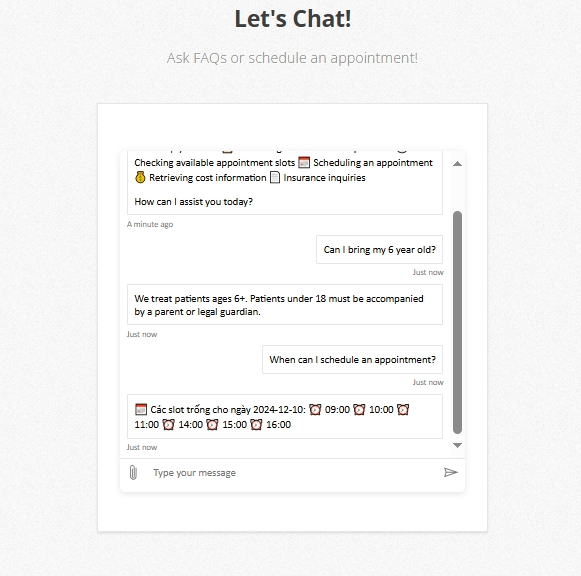 Let's Chat!
Ask FAQs or schedule an appointment!
Checking available appointment slots 📅 Scheduling an appointment
💰 Retrieving cost information 📄 Insurance inquiries
How can I assist you today?
A minute ago
Can I bring my 6 year old?
Just now
We treat patients ages 6+. Patients under 18 must be accompanied
by a parent or legal guardian.
Just now
When can I schedule an appointment?
Just now
📅 Các slot trống cho ngày 2024-12-10: ⏰ 09:00 ⏰ 10:00 ⏰
11:00 ⏰ 14:00 ⏰ 15:00 ⏰ 16:00
Just now
Type your message